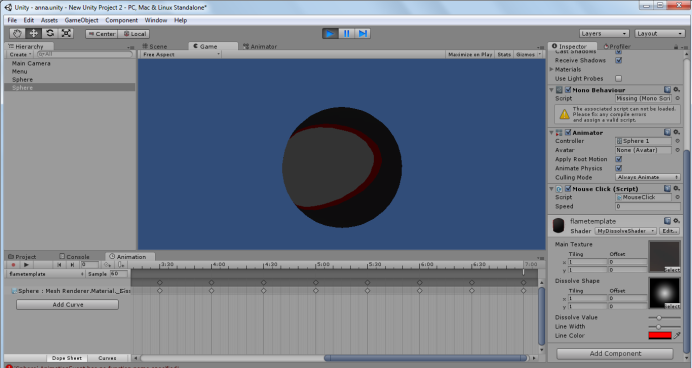 Unity - anna.unity - New Unity Project 2 - PC, Mac & Linux Standalone*
File Edit Assets GameObject Component Window Help
Center Local Layers Layout
Hierarchy
Create All
Main Camera
Menu
Sphere
Sphere
Scene Game Animator
Free Aspect Maximize on Play Stats Gizmos
Inspector Profiler
Cast Shadows
Receive Shadows
Materials
Use Light Probes
Mono Behaviour
Script Missing (Mono Scri
The associated script can not be loaded.
Please fix any compile errors
and assign a valid script.
Animator
Controller Sphere 1
Avatar None (Avatar)
Apply Root Motion
Animate Physics
Culling Mode Always Animate
Mouse Click (Script)
Script MouseClick
Speed 0
flametemplate
Shader MyDissolveShader Edit...
Main Texture
Tiling Offset
x 1 0
y 1 0
Select
Dissolve Shape
Tiling Offset
x 1 0
y 1 0
Select
Dissolve Value
Line Width
Line Color
Add Component
Project Console Animation
0 3:30 4:00 4:30 5:00 5:30 6:00 6:30 7:00
flametemplate Sample 60
Sphere : Mesh Renderer.Material._
Add Curve
Dope Sheet Curves